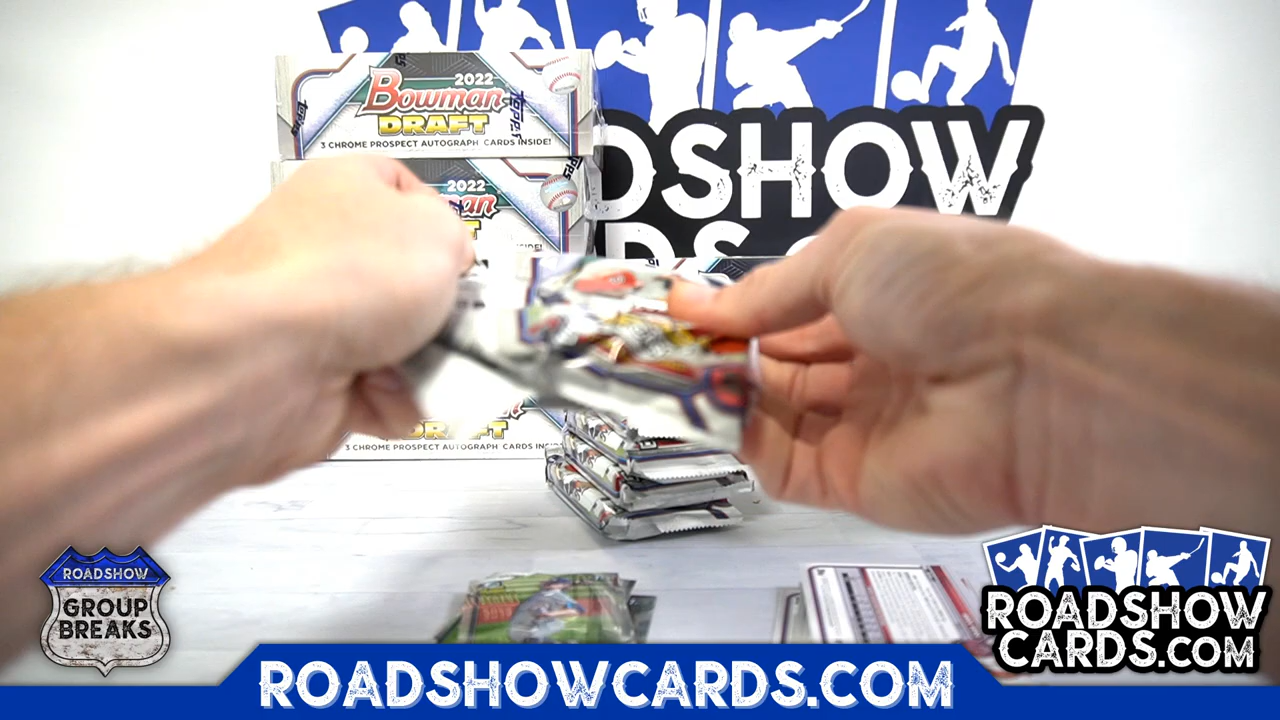 2022
Bowman
DRAFT
Topps
3 CHROME PROSPECT AUTOGRAPH CARDS INSIDE!
2022
DSHOW
RDS.C
3 CHROME PROSPECT AUTOGRAPH CARDS
ROADSHOW
GROUP
BREAKS
ROADSHOW
CARDS.COM
ROADSHOWCARDS.COM